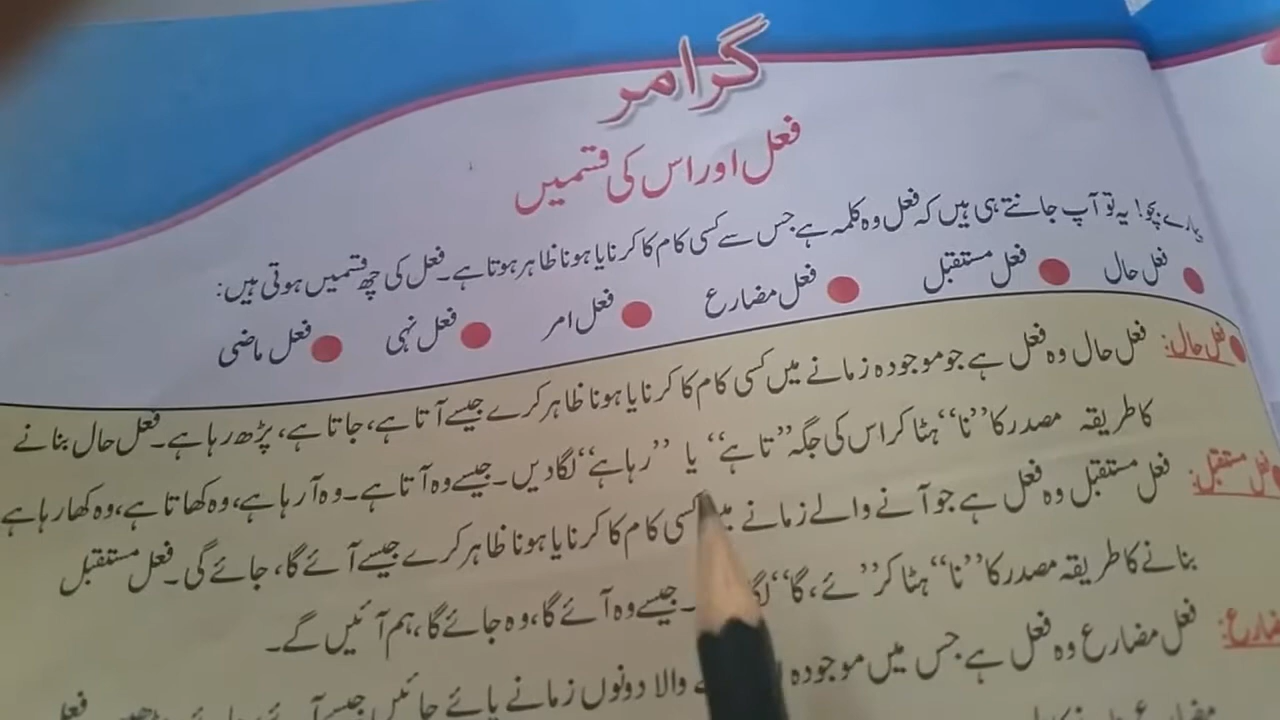 گرامر
فعل اور اس کی قسمیں
پیارے بچو! یہ تو آپ جانتے ہی ہیں کہ فعل وہ کلمہ ہے جس سے کسی کام کا کرنا یا ہونا ظاہر ہوتا ہے۔ فعل کی چھ قسمیں ہوتی ہیں:
فعل حال فعل مستقبل فعل مضارع فعل امر فعل نہی فعل ماضی
فعل حال: فعل حال وہ فعل ہے جو موجودہ زمانے میں کسی کام کا کرنا یا ہونا ظاہر کرے جیسے آتا ہے، جاتا ہے، پڑھ رہا ہے۔ فعل حال بنانے
کا طریقہ مصدر کا ”نا“ ہٹا کر اس کی جگہ ”تا ہے“ یا ”رہا ہے“ لگا دیں۔ جیسے وہ آتا ہے۔ وہ آرہا ہے، وہ کھاتا ہے، وہ کھا رہا ہے
فعل مستقبل: فعل مستقبل وہ فعل ہے جو آنے والے زمانے میں کسی کام کا کرنا یا ہونا ظاہر کرے جیسے آئے گا، جائے گی۔ فعل مستقبل
بنانے کا طریقہ مصدر کا ”نا“ ہٹا کر ”ئے، گا“ ۔ جیسے وہ آئے گا، وہ جائے گا، ہم آئیں گے۔
مضارع: فعل مضارع وہ فعل ہے جس میں موجودہ والا دونوں زمانے پائے جائیں جیسے